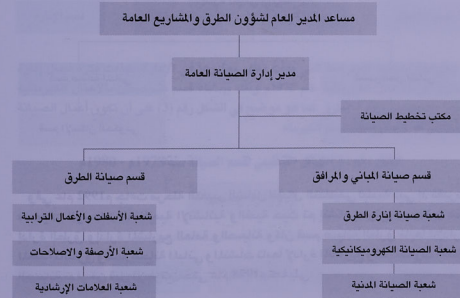 مساعد المدير العام لشؤون الطرق والمشاريع العامة
مدير إدارة الصيانة العامة
مكتب تخطيط الصيانة
قسم صيانة المباني والمرافق
قسم صيانة الطرق
شعبة صيانة إنارة الطرق
شعبة الأسفلت والأعمال الترابية
شعبة الصيانة الكهروميكانيكية
شعبة الأرصفة والاصلاحات
شعبة الصيانة المدنية
شعبة العلامات الإرشادية